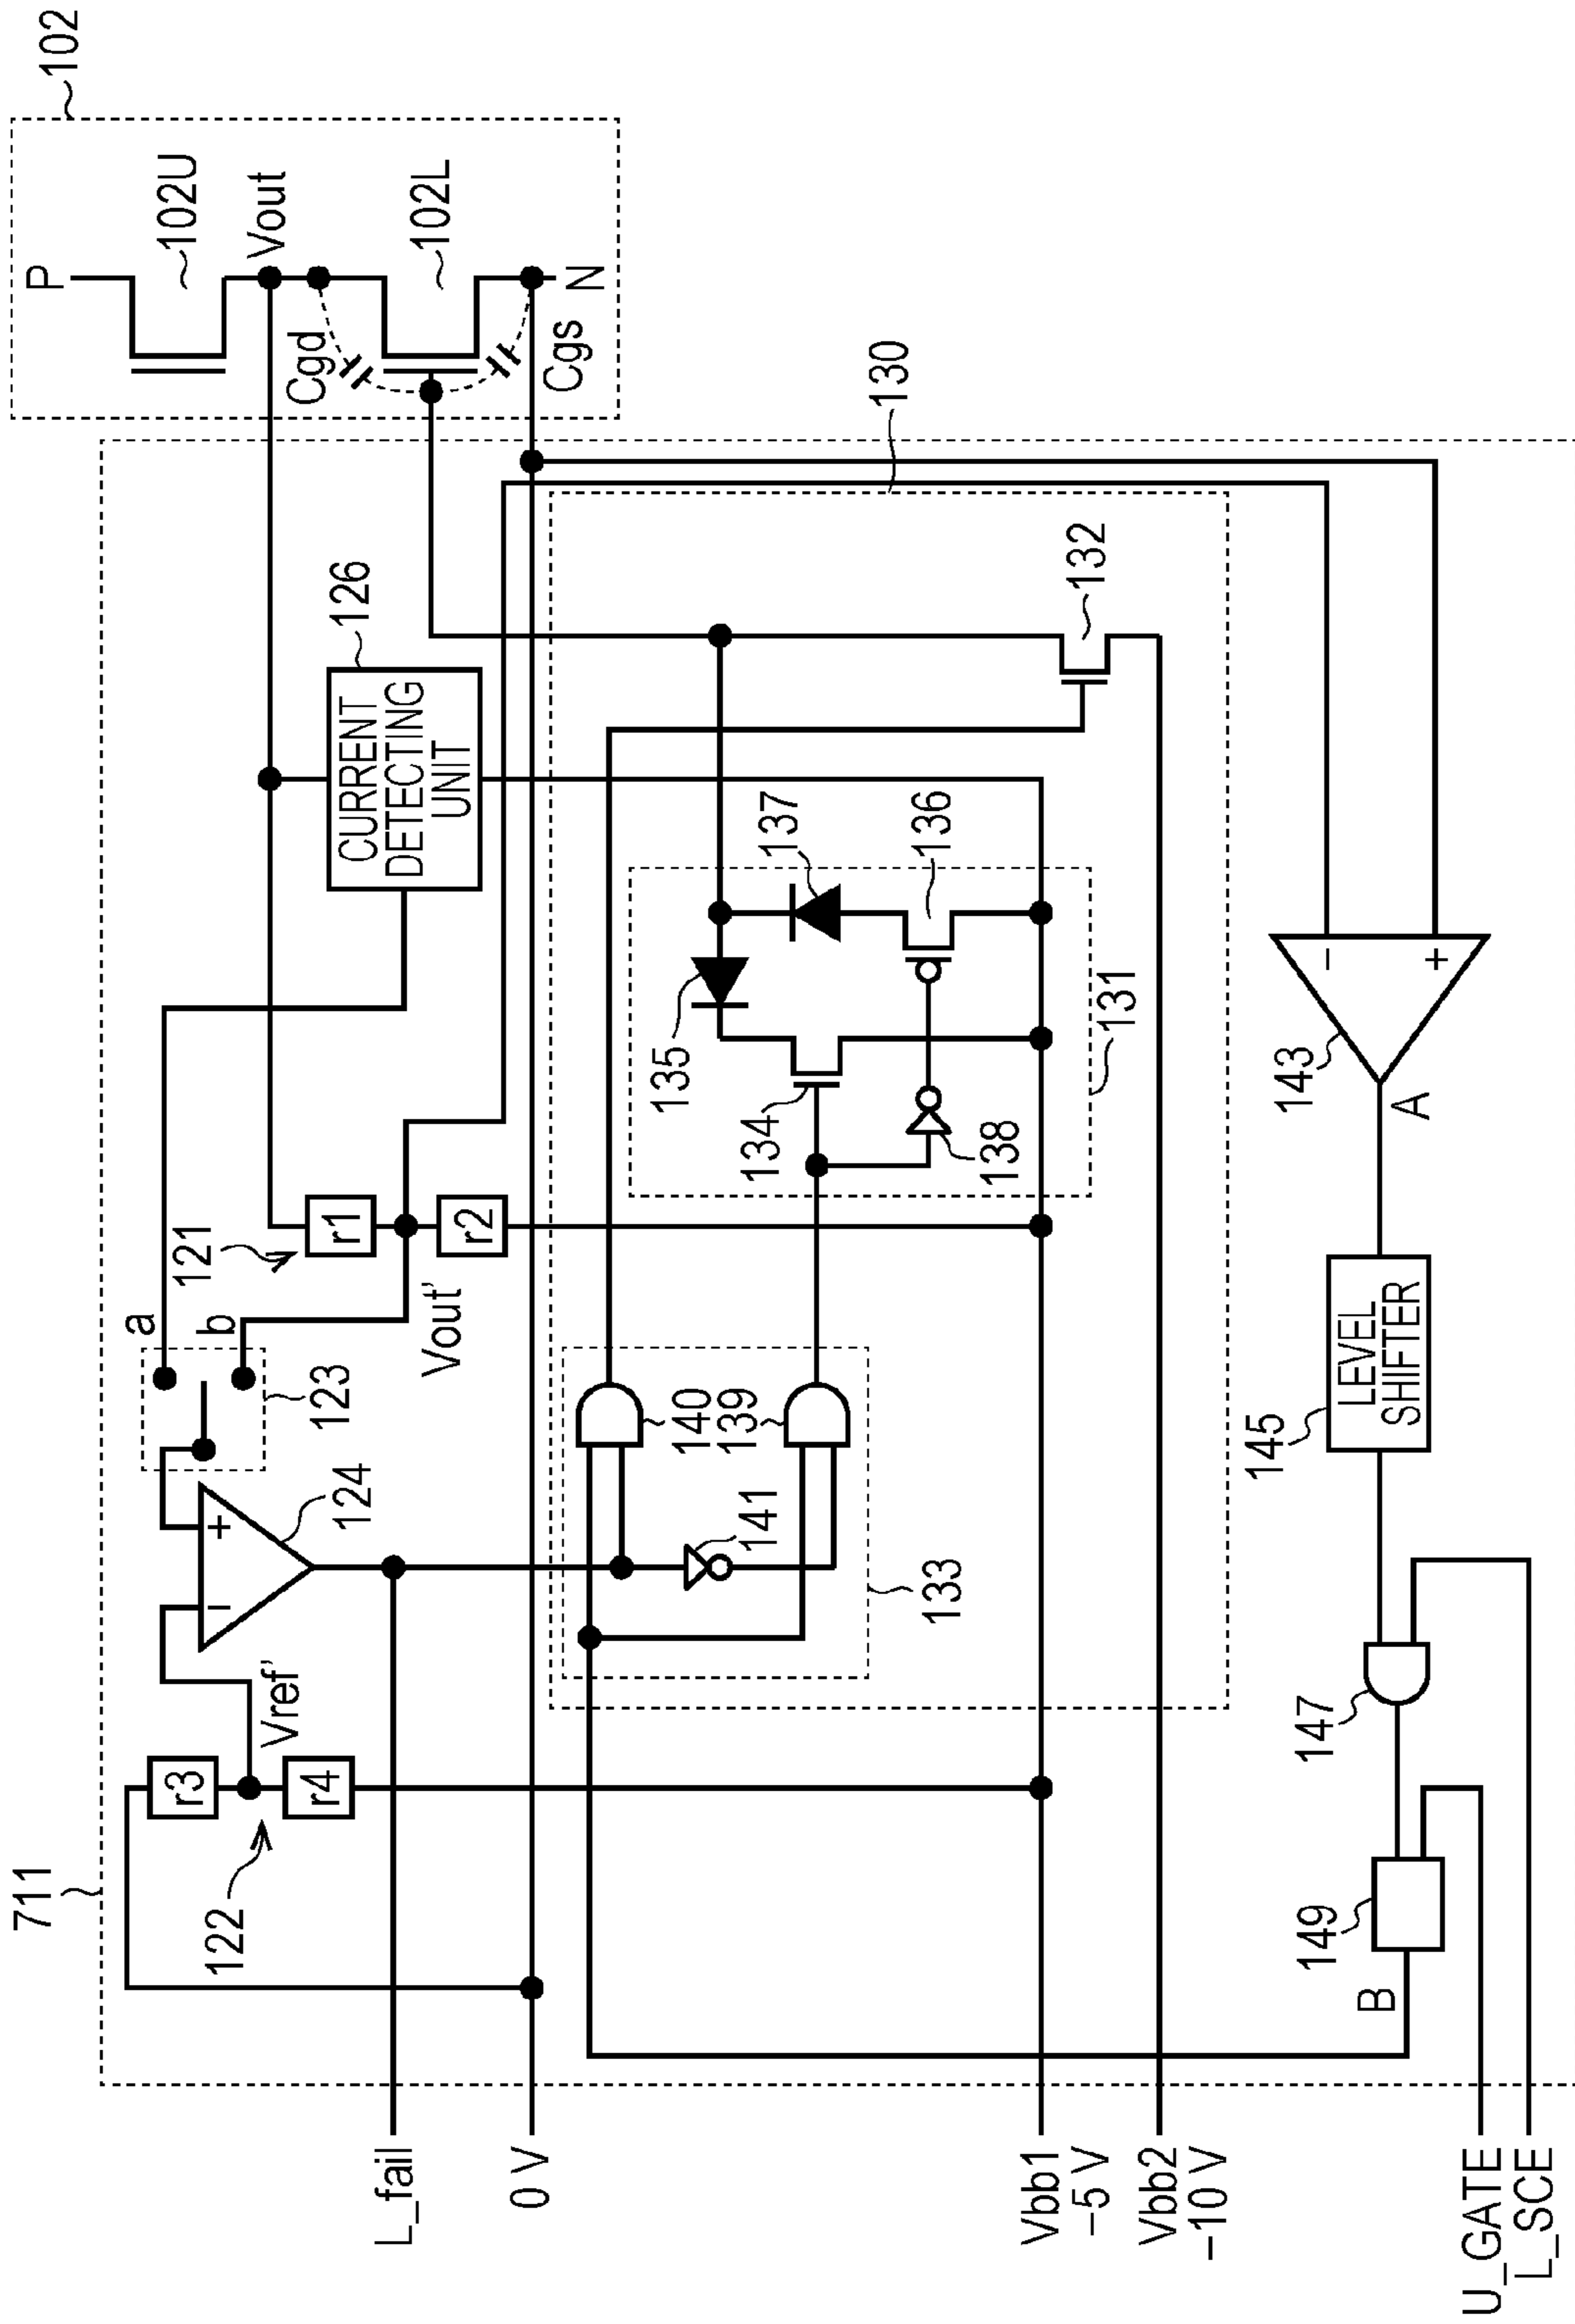 102
P
102U
Vout
Cgd
102L
Cgs
N
711
130
126
CURRENT
DETECTING
UNIT
132
137
136
135
131
134
138
121
r1
r2
a
b
Vout’
123
140
139
124
+
−
141
133
Vref’
r3
r4
122
−
+
143
A
LEVEL
SHIFTER
145
147
149
B
L_fail
0 V
Vbb1
−5 V
Vbb2
−10 V
U_GATE
L_SCE